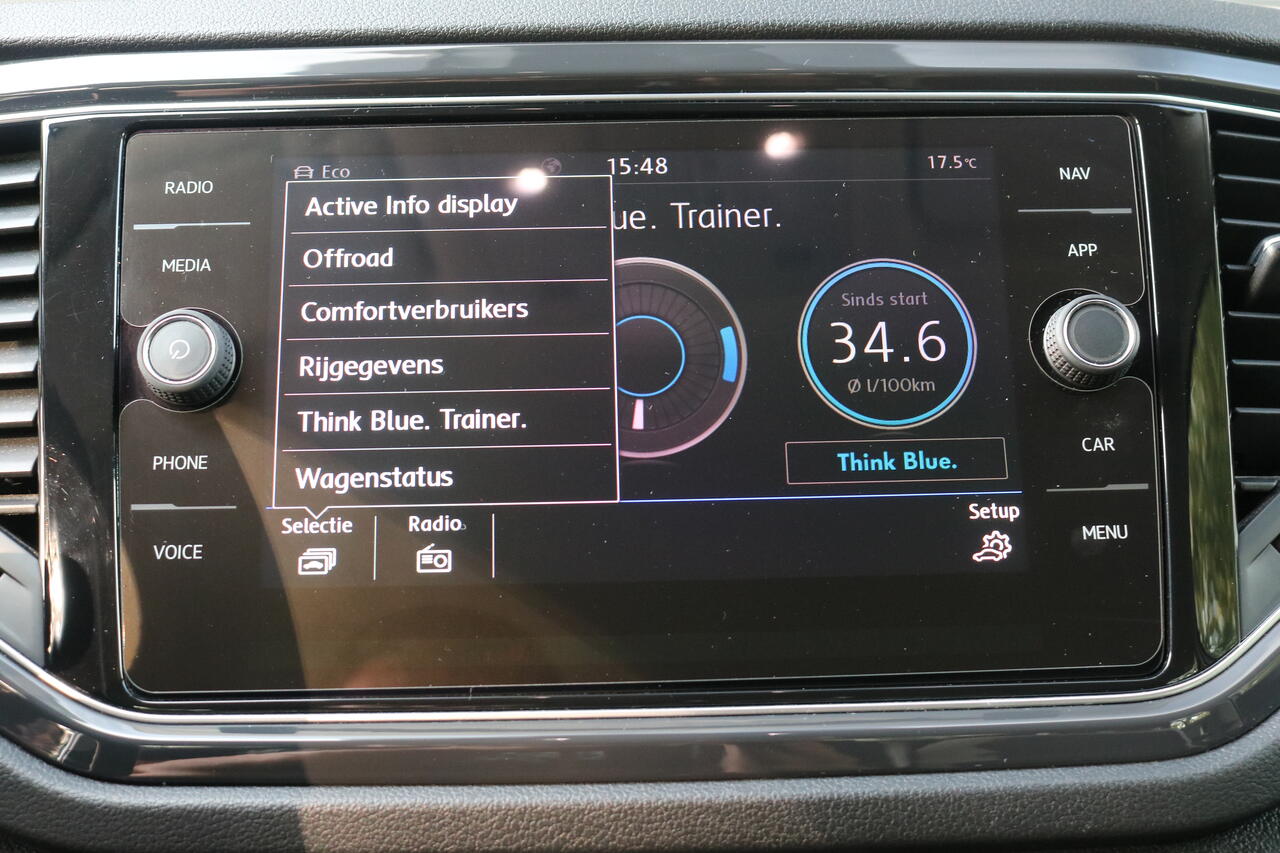 RADIO
MEDIA
PHONE
VOICE
Eco
15:48
17.5°C
ue. Trainer.
Active Info display
Offroad
Comfortverbruikers
Rijgegevens
Think Blue. Trainer.
Wagenstatus
Sinds start
34.6
Ø l/100km
Think Blue.
Selectie
Radio
Setup
NAV
APP
CAR
MENU